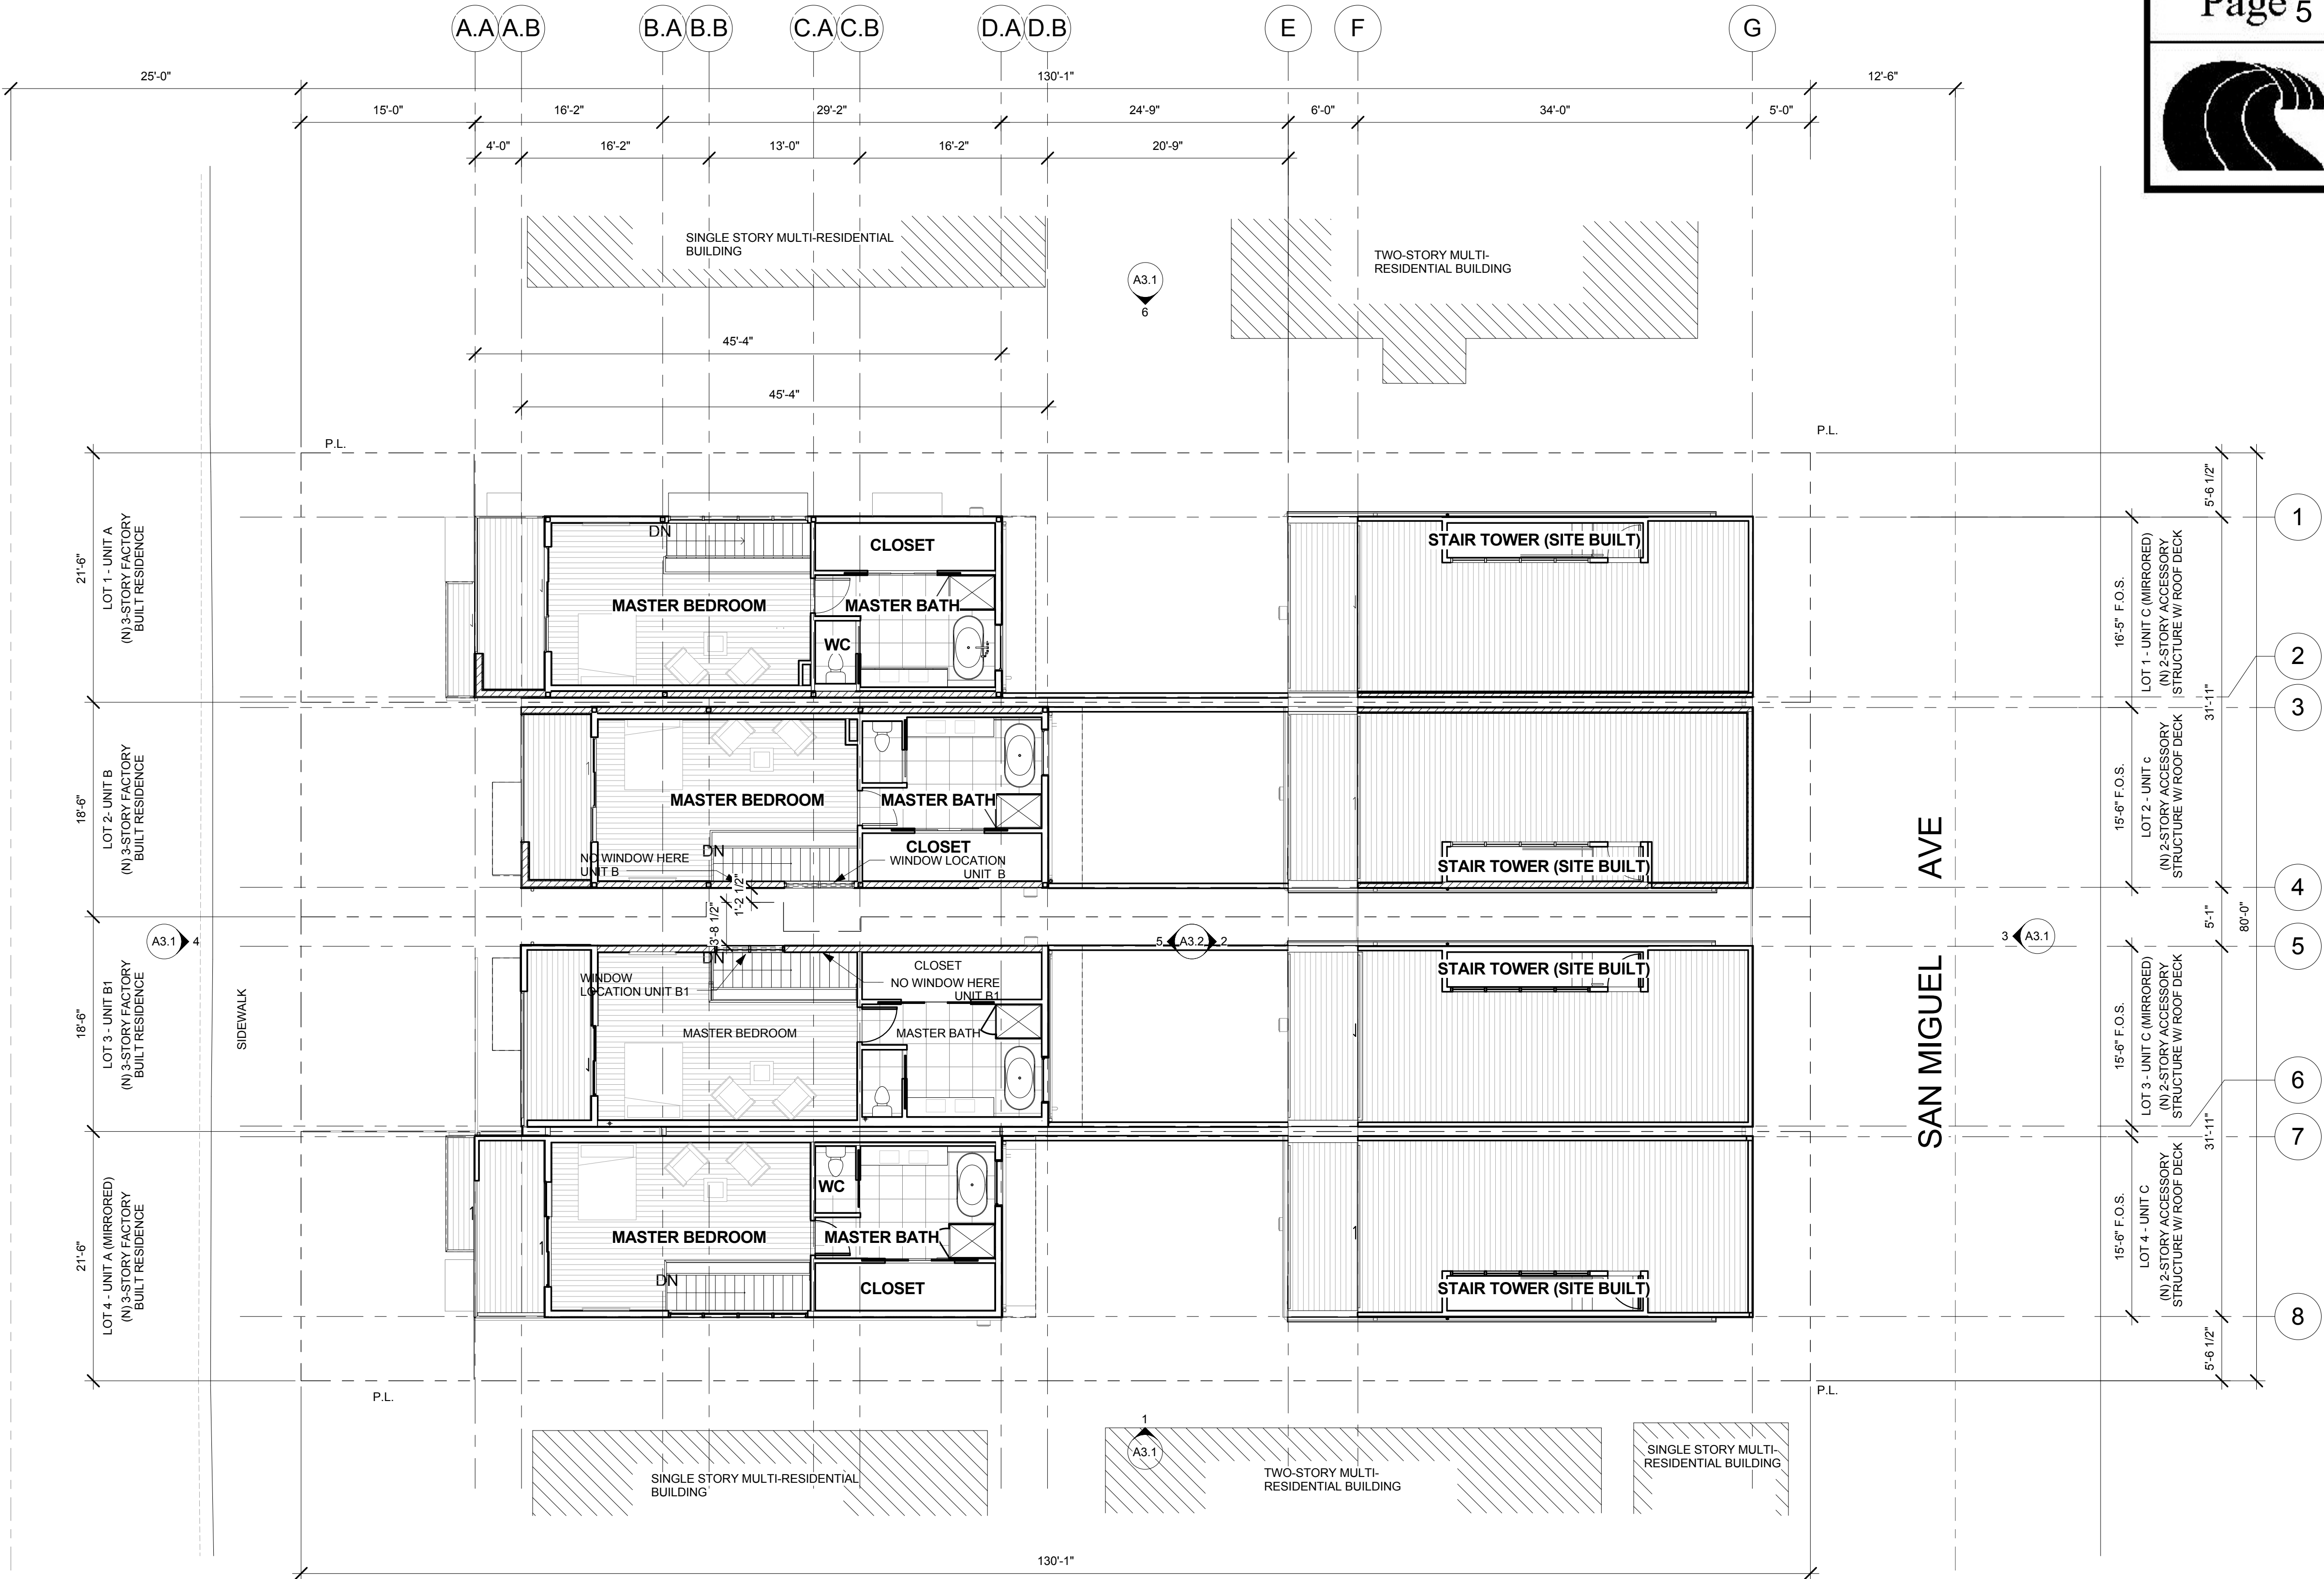 Page 5
A.A
A.B
B.A
B.B
C.A
C.B
D.A
D.B
E
F
G
25'-0"
130'-1"
12'-6"
15'-0"
16'-2"
29'-2"
24'-9"
6'-0"
34'-0"
5'-0"
4'-0"
16'-2"
13'-0"
16'-2"
20'-9"
SINGLE STORY MULTI-RESIDENTIAL
BUILDING
TWO-STORY MULTI-
RESIDENTIAL BUILDING
A3.1
6
45'-4"
45'-4"
P.L.
P.L.
21'-6"
LOT 1 - UNIT A
(N) 3-STORY FACTORY
BUILT RESIDENCE
DN
CLOSET
MASTER BEDROOM
MASTER BATH
WC
STAIR TOWER (SITE BUILT)
16'-5" F.O.S.
LOT 1 - UNIT C (MIRRORED)
(N) 2-STORY ACCESSORY
STRUCTURE W/ ROOF DECK
5'-6 1/2"
31'-11"
1
2
3
18'-6"
LOT 2- UNIT B
(N) 3-STORY FACTORY
BUILT RESIDENCE
MASTER BEDROOM
MASTER BATH
CLOSET
DN
NO WINDOW HERE
UNIT B
WINDOW LOCATION
UNIT B
1'-2 1/2"
3'-8 1/2"
STAIR TOWER (SITE BUILT)
15'-6" F.O.S.
LOT 2 - UNIT c
(N) 2-STORY ACCESSORY
STRUCTURE W/ ROOF DECK
4
5'-1"
80'-0"
A3.1
4
5
A3.2
2
3
A3.1
5
SIDEWALK
SAN MIGUEL AVE
18'-6"
LOT 3 - UNIT B1
(N) 3-STORY FACTORY
BUILT RESIDENCE
DN
WINDOW
LOCATION UNIT B1
CLOSET
NO WINDOW HERE
UNIT B1
MASTER BEDROOM
MASTER BATH
STAIR TOWER (SITE BUILT)
15'-6" F.O.S.
LOT 3 - UNIT C (MIRRORED)
(N) 2-STORY ACCESSORY
STRUCTURE W/ ROOF DECK
31'-11"
6
7
21'-6"
LOT 4 - UNIT A (MIRRORED)
(N) 3-STORY FACTORY
BUILT RESIDENCE
WC
MASTER BEDROOM
MASTER BATH
DN
CLOSET
STAIR TOWER (SITE BUILT)
15'-6" F.O.S.
LOT 4 - UNIT C
(N) 2-STORY ACCESSORY
STRUCTURE W/ ROOF DECK
8
5'-6 1/2"
P.L.
P.L.
1
A3.1
SINGLE STORY MULTI-RESIDENTIAL
BUILDING
TWO-STORY MULTI-
RESIDENTIAL BUILDING
SINGLE STORY MULTI-
RESIDENTIAL BUILDING
130'-1"